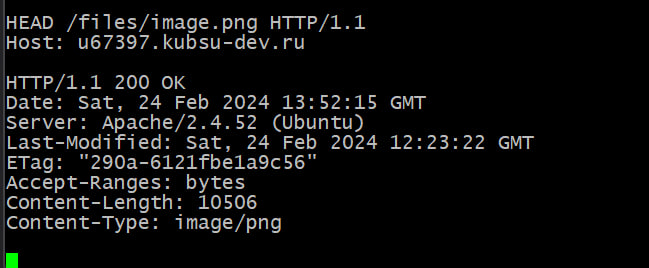 HEAD /files/image.png HTTP/1.1
Host: u67397.kubsu-dev.ru
HTTP/1.1 200 OK
Date: Sat, 24 Feb 2024 13:52:15 GMT
Server: Apache/2.4.52 (Ubuntu)
Last-Modified: Sat, 24 Feb 2024 12:23:22 GMT
ETag: "290a-6121fbe1a9c56"
Accept-Ranges: bytes
Content-Length: 10506
Content-Type: image/png